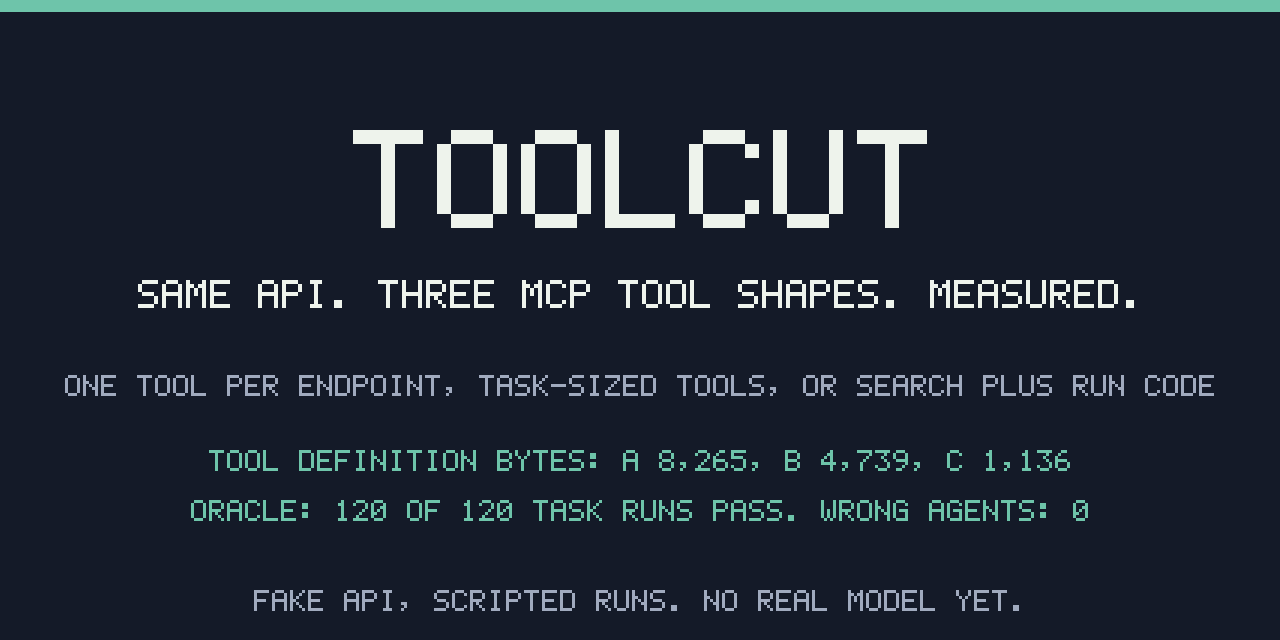 TOOLCUT
SAME API. THREE MCP TOOL SHAPES. MEASURED.
ONE TOOL PER ENDPOINT, TASK-SIZED TOOLS, OR SEARCH PLUS RUN CODE
TOOL DEFINITION BYTES: A 8,265, B 4,739, C 1,136
ORACLE: 120 OF 120 TASK RUNS PASS. WRONG AGENTS: 0
FAKE API, SCRIPTED RUNS. NO REAL MODEL YET.